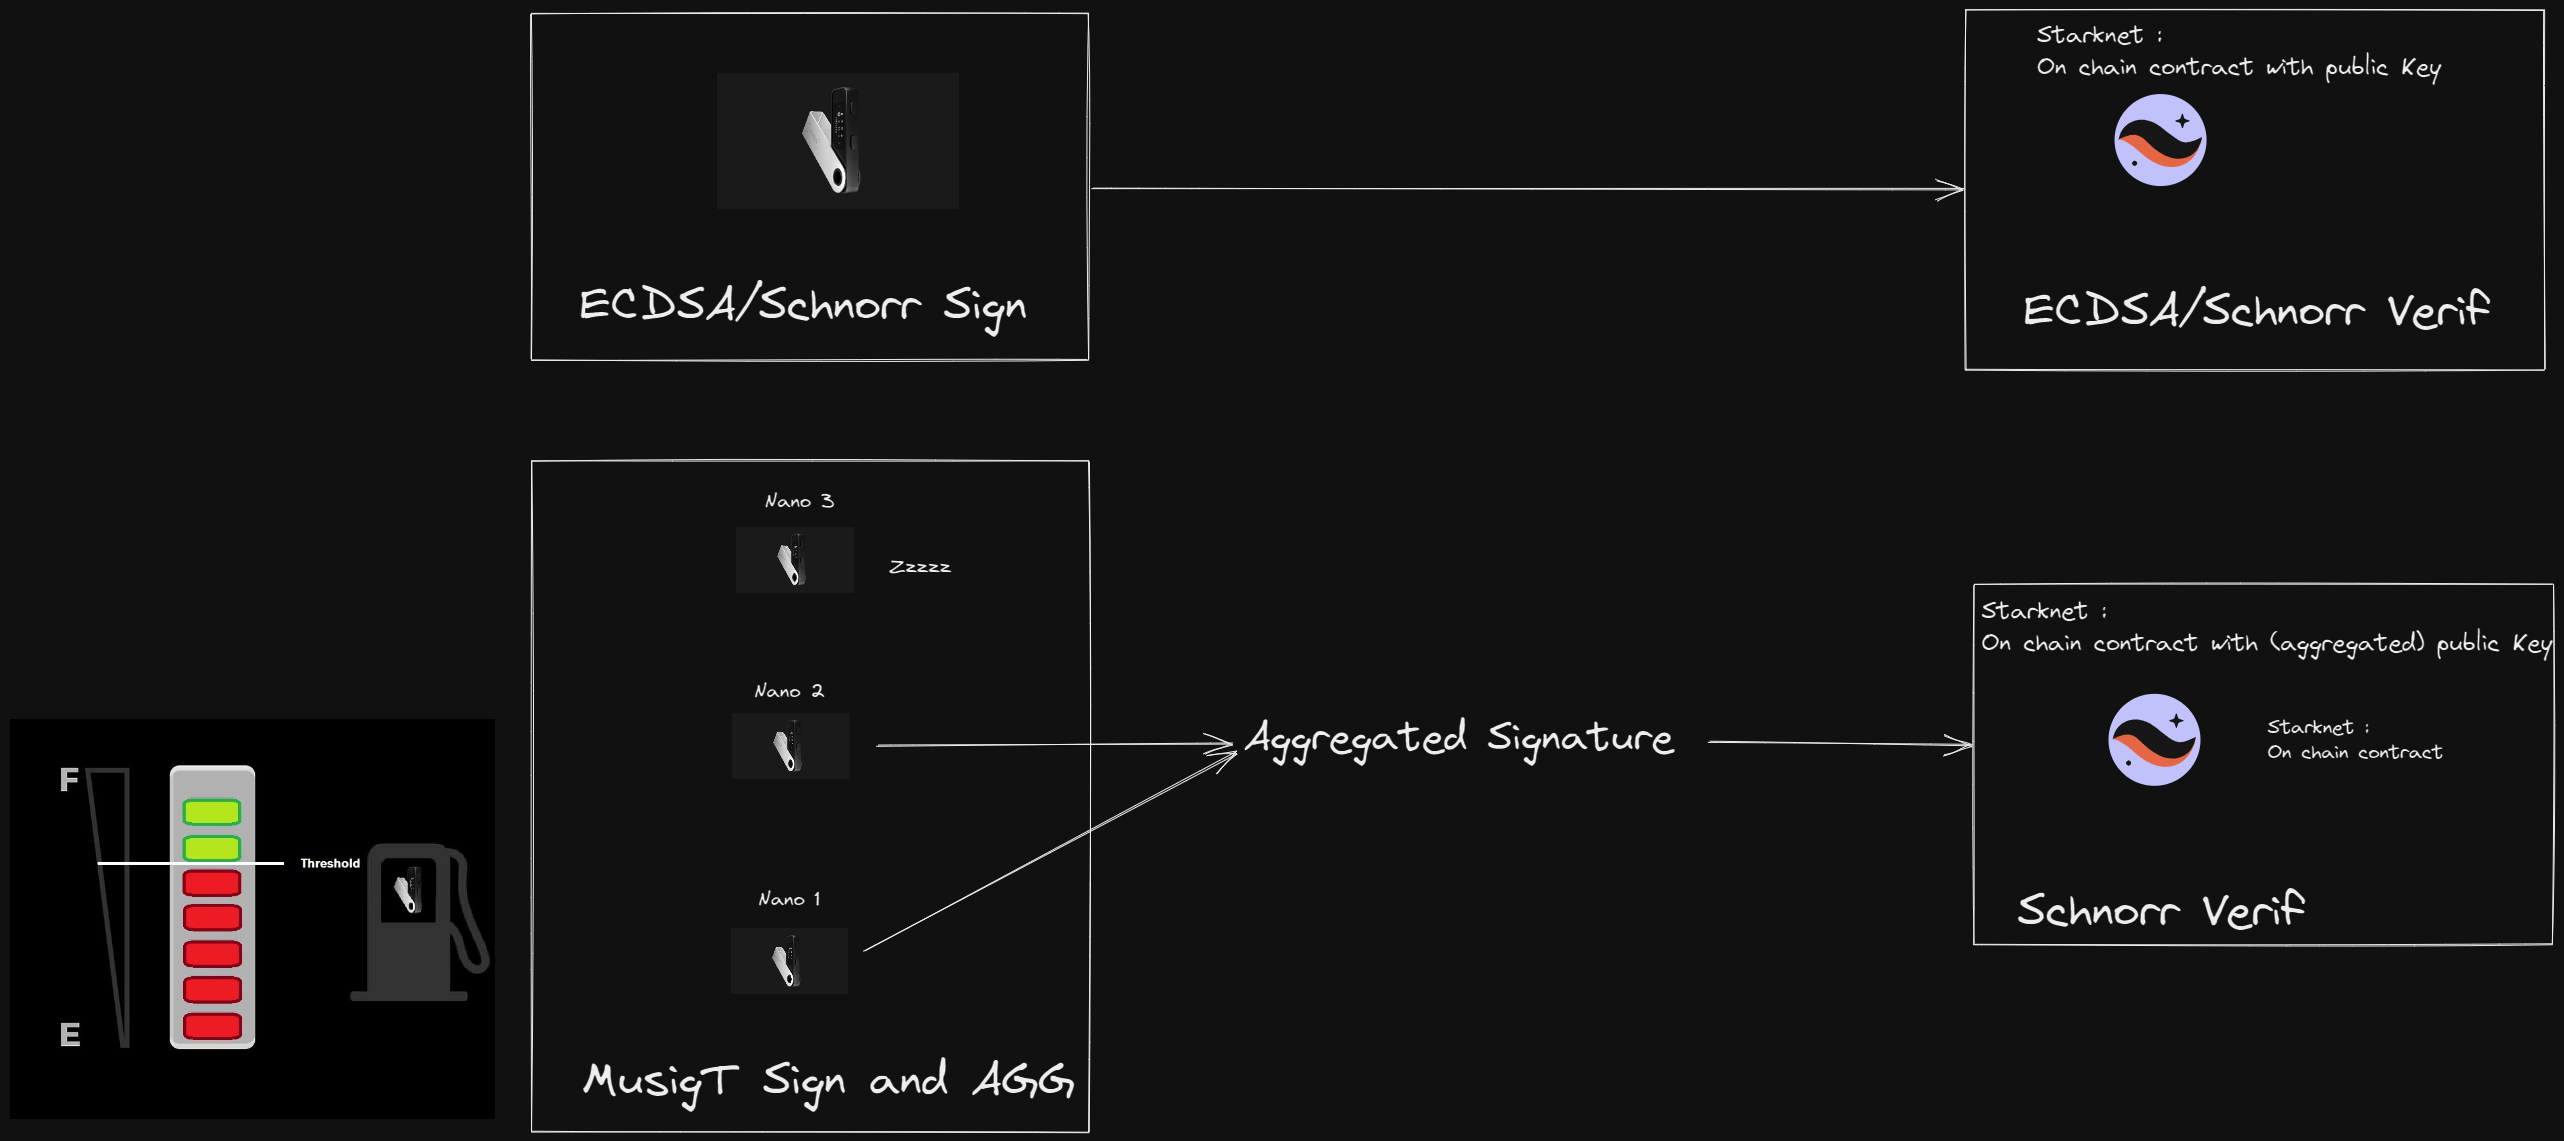 ECDSA/Schnorr Sign
Starknet :
On chain contract with public Key
ECDSA/Schnorr Verif
F
Threshold
E
Nano 3
Zzzzz
Nano 2
Nano 1
MusigT Sign and AGG
Aggregated Signature
Starknet :
On chain contract with (aggregated) public Key
Starknet :
On chain contract
Schnorr Verif